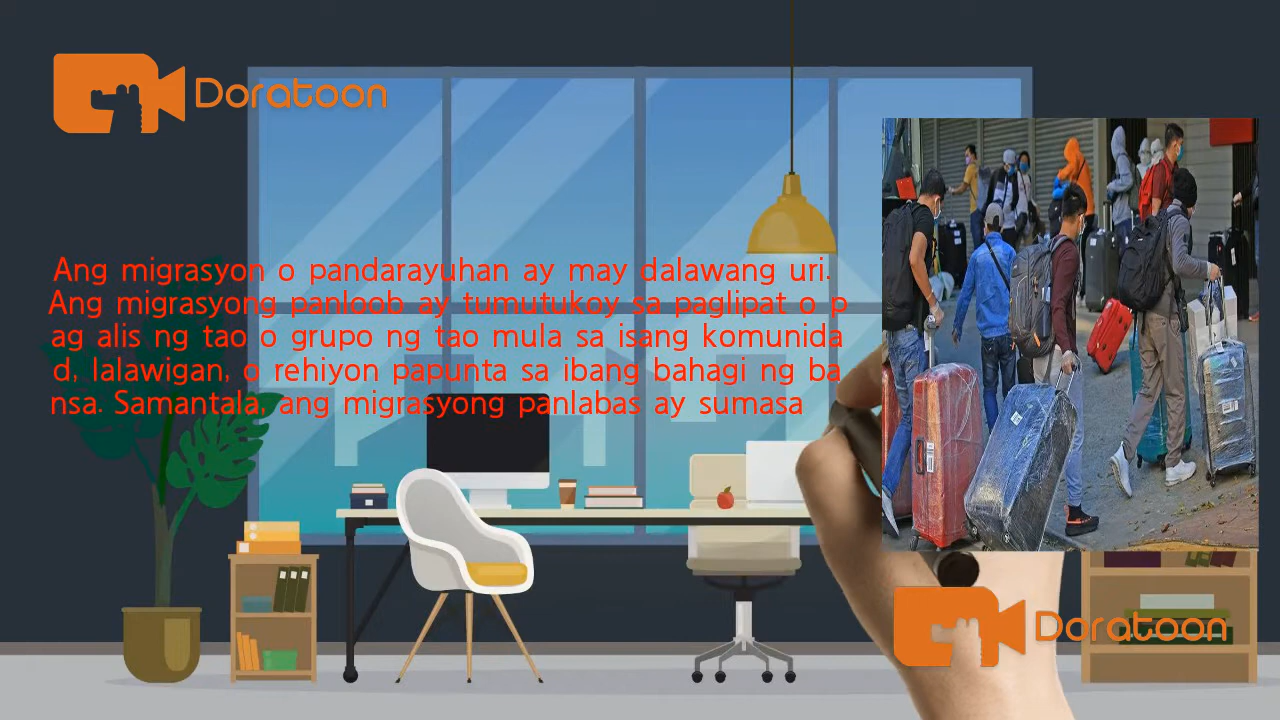 Doratoon
Ang migrasyon o pandarayuhan ay may dalawang uri.
Ang migrasyong panloob ay tumutukoy sa paglipat o p
ag alis ng tao o grupo ng tao mula sa isang komunida
d, lalawigan, o rehiyon papunta sa ibang bahagi ng ba
nsa. Samantala, ang migrasyong panlabas ay sumasa
Doratoon